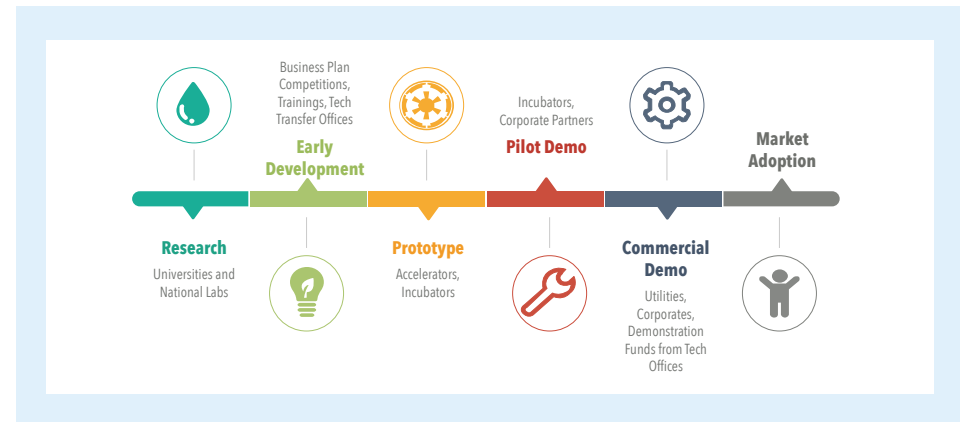 Research
Universities and
National Labs
Business Plan
Competitions,
Trainings, Tech
Transfer Offices
Early
Development
Prototype
Accelerators,
Incubators
Incubators,
Corporate Partners
Pilot Demo
Commercial
Demo
Utilities,
Corporates,
Demonstration
Funds from Tech
Offices
Market
Adoption